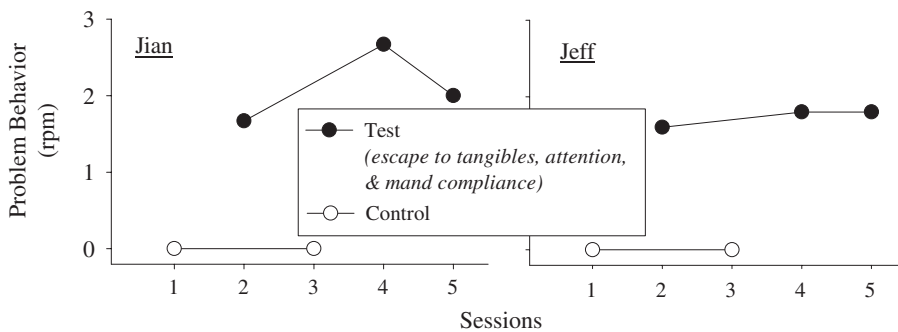 3
2
1
0
Problem Behavior
(rpm)
Jian
Jeff
Test
(escape to tangibles, attention,
& mand compliance)
Control
1 2 3 4 5
1 2 3 4 5
Sessions